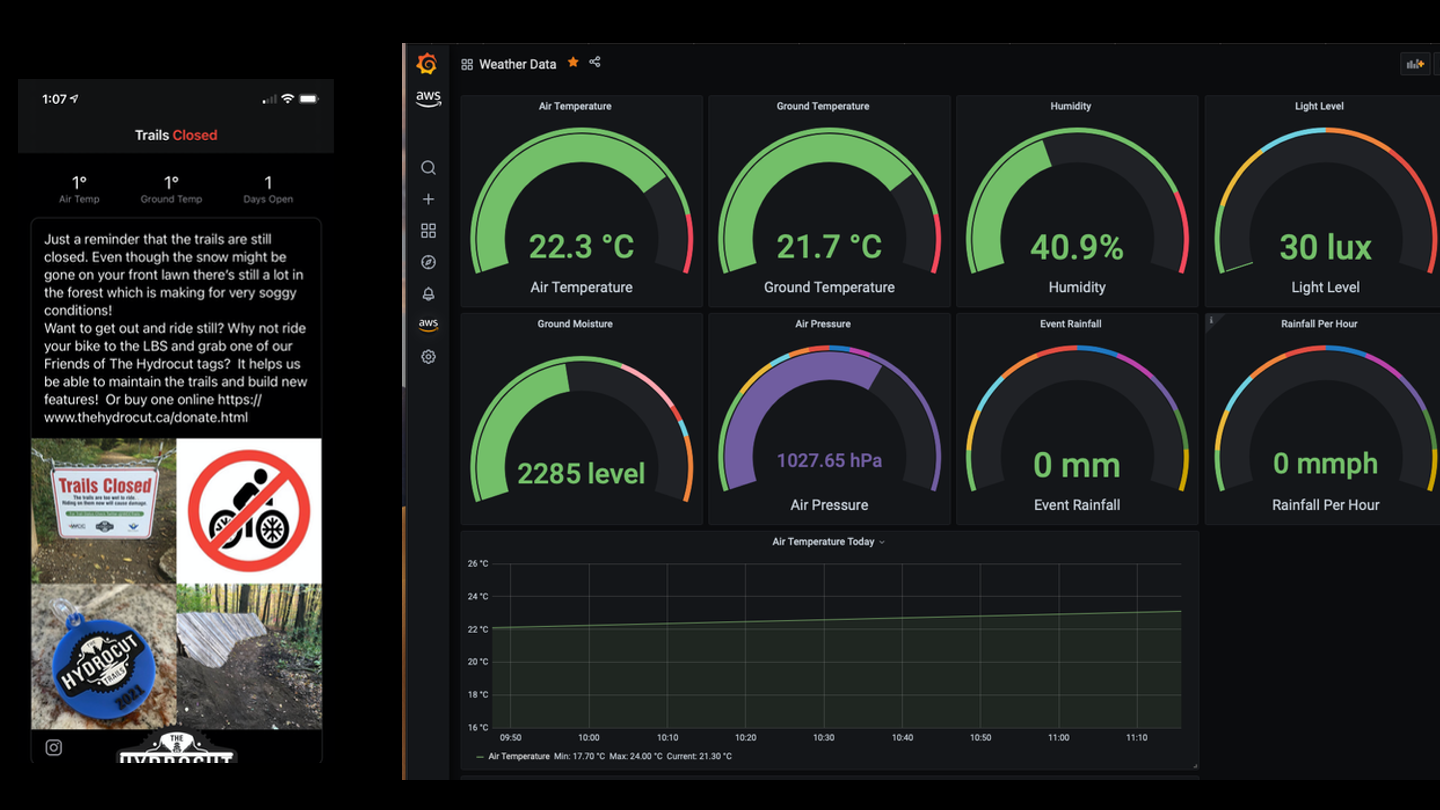 1:07
Trails Closed
1°
1°
1
Air Temp
Ground Temp
Days Open
Just a reminder that the trails are still
closed. Even though the snow might be
gone on your front lawn there's still a lot in
the forest which is making for very soggy
conditions!
Want to get out and ride still? Why not ride
your bike to the LBS and grab one of our
Friends of The Hydrocut tags? It helps us
be able to maintain the trails and build new
features! Or buy one online https://
www.thehydrocut.ca/donate.html
Trails Closed
The trails are too wet to ride.
Riding on them now will cause damage.
HYDROCUT
TRAILS
2021
THE
HYDROCUT
aws
Weather Data
aws
Air Temperature
22.3 °C
Air Temperature
Ground Temperature
21.7 °C
Ground Temperature
Humidity
40.9%
Humidity
Light Level
30 lux
Light Level
Ground Moisture
2285 level
Air Pressure
1027.65 hPa
Air Pressure
Event Rainfall
0 mm
Event Rainfall
i
Rainfall Per Hour
0 mmph
Rainfall Per Hour
Air Temperature Today
26 °C
24 °C
22 °C
20 °C
18 °C
16 °C
09:50
10:00
10:10
10:20
10:30
10:40
10:50
11:00
11:10
Air Temperature Min: 17.70 °C Max: 24.00 °C Current: 21.30 °C